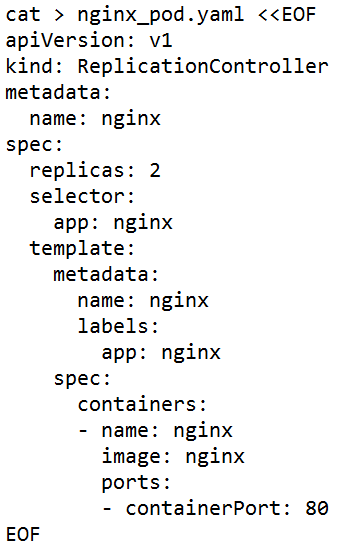 cat > nginx_pod.yaml <<EOF
apiVersion: v1
kind: ReplicationController
metadata:
  name: nginx
spec:
  replicas: 2
  selector:
    app: nginx
  template:
    metadata:
      name: nginx
      labels:
        app: nginx
    spec:
      containers:
      - name: nginx
        image: nginx
        ports:
        - containerPort: 80
EOF